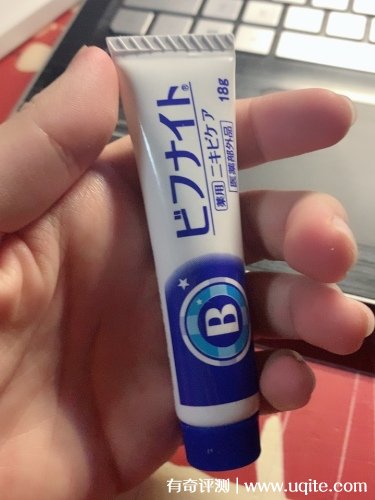 ビフナイト®
薬用 ニキビケア
医薬部外品
18g
B
有奇评测 | www.uqite.com